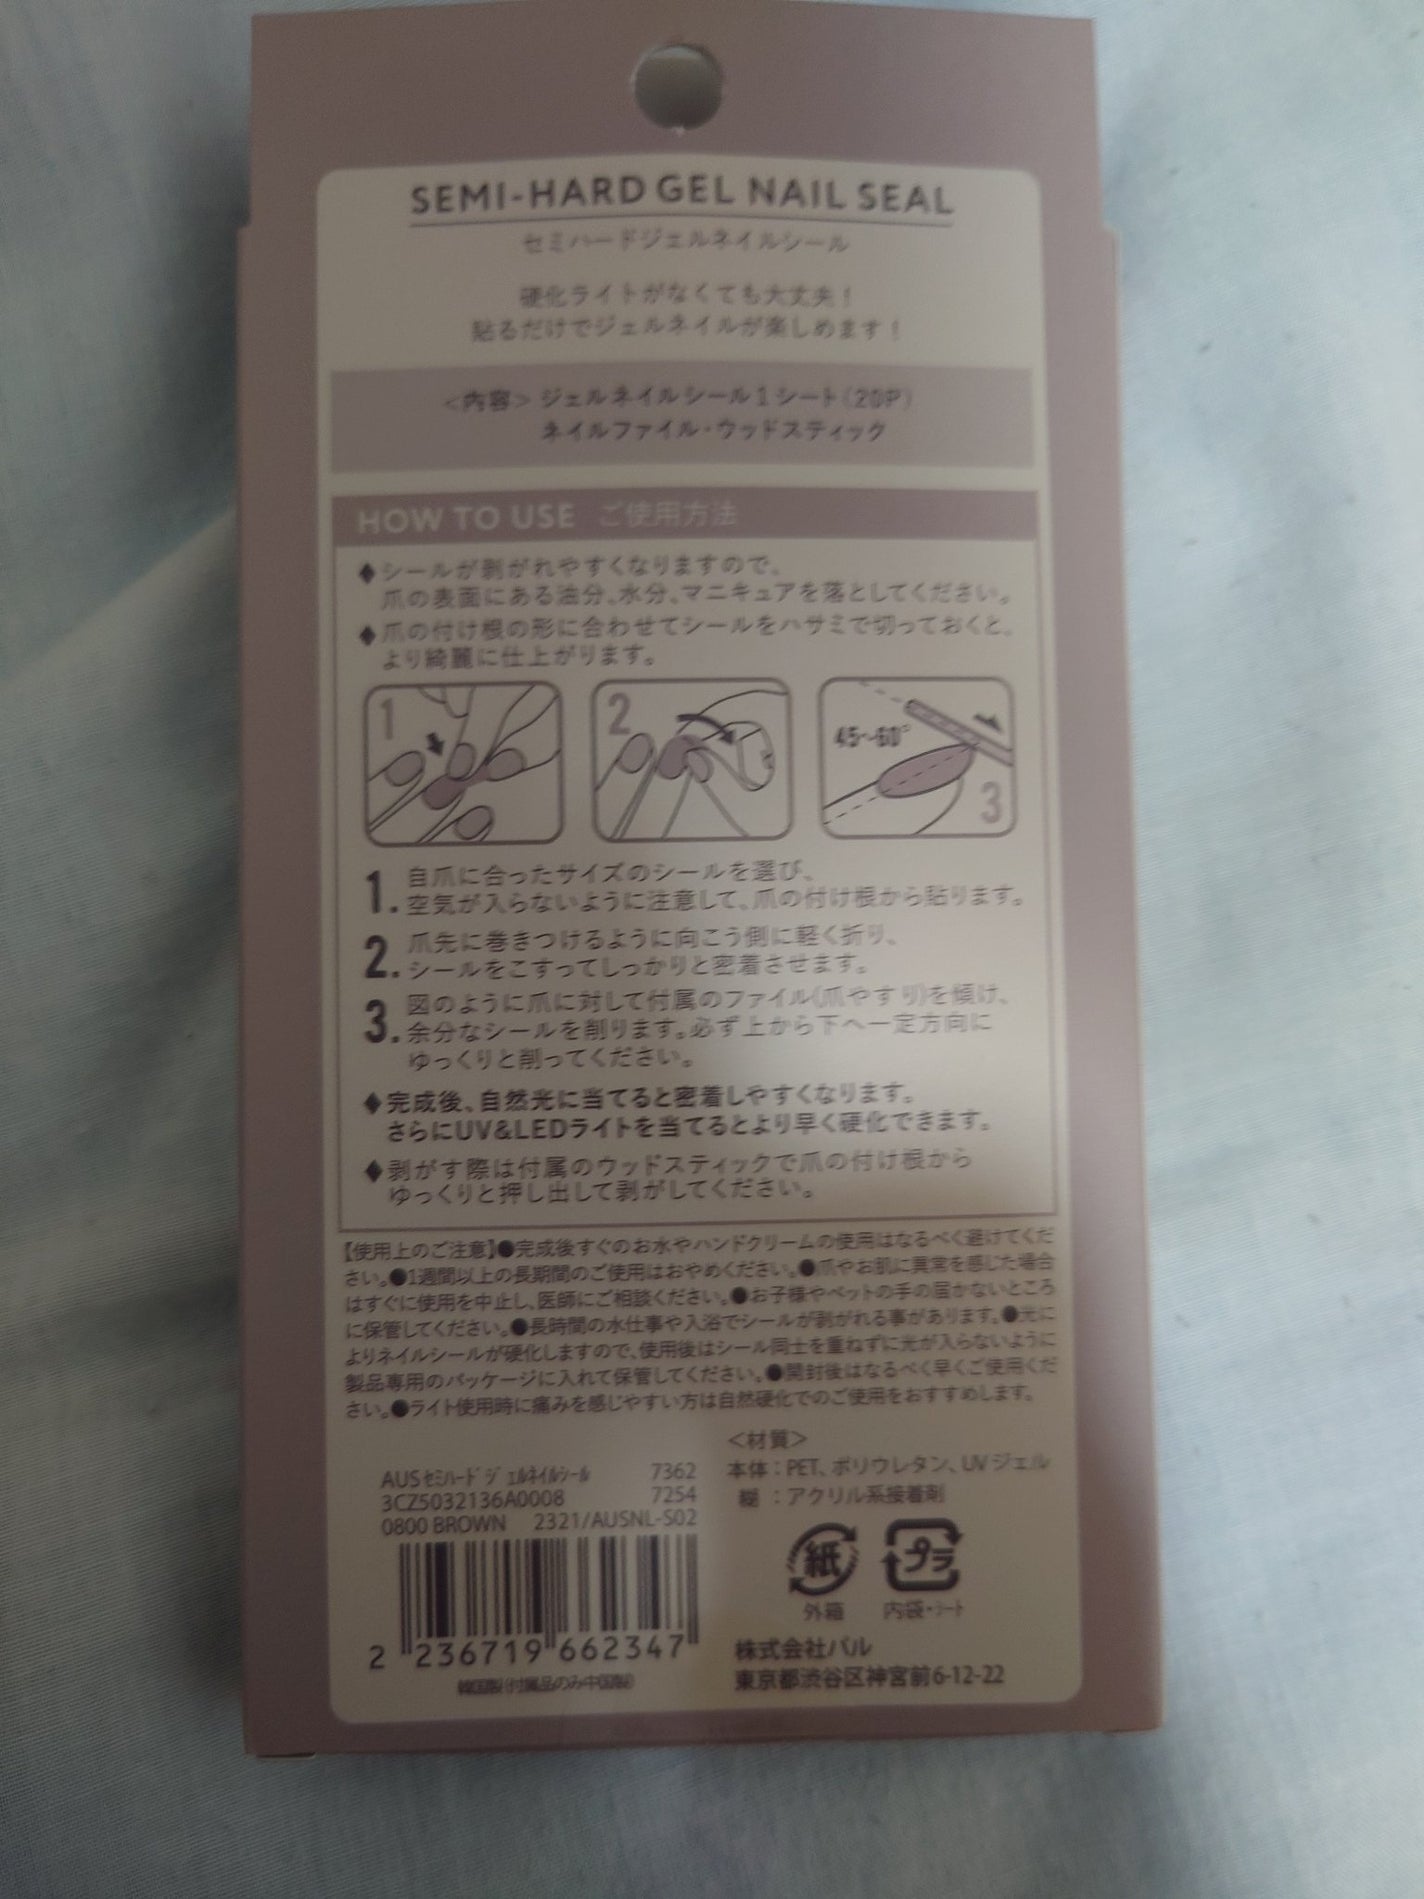 SEMI-HARD GEL NAIL SEAL
セミハードジェルネイルシール
硬化ライトがなくても大丈夫！
貼るだけでジェルネイルが楽しめます！
＜内容＞ ジェルネイルシール1シート(20P)
ネイルファイル・ウッドスティック
HOW TO USE ご使用方法
◆シールが剥がれやすくなりますので、
爪の表面にある油分、水分、マニキュアを落としてください。
◆爪の付け根の形に合わせてシールをハサミで切っておくと、
より綺麗に仕上がります。
1
2
45~60°
3
1. 自爪に合ったサイズのシールを選び、
空気が入らないように注意して、爪の付け根から貼ります。
2. 爪先に巻きつけるように向こう側に軽く折り、
シールをこすってしっかりと密着させます。
3. 図のように爪に対して付属のファイル(爪やすり)を傾け、
余分なシールを削ります。必ず上から下へ一定方向に
ゆっくりと削ってください。
◆完成後、自然光に当てると密着しやすくなります。
さらにUV&LEDライトを当てるとより早く硬化できます。
◆剥がす際は付属のウッドスティックで爪の付け根から
ゆっくりと押し出して剥がしてください。
【使用上のご注意】●完成後すぐのお水やハンドクリームの使用はなるべく避けてくだ
さい。●1週間以上の長期間のご使用はおやめください。●爪やお肌に異常を感じた場合
はすぐに使用を中止し、医師にご相談ください。●お子様やペットの手の届かないところ
に保管してください。●長時間の水仕事や入浴でシールが剥がれる事があります。●光に
よりネイルシールが硬化しますので、使用後はシール同士を重ねずに光が入らないように
製品専用のパッケージに入れて保管してください。●開封後はなるべく早くご使用くだ
さい。●ライト使用時に痛みを感じやすい方は自然硬化でのご使用をおすすめします。
＜材質＞
本体：PET、ポリウレタン、UVジェル
糊 ：アクリル系接着剤
AUSセミハードジェルネイルシール 7362
3CZ5032136A0008 7254
0800 BROWN 2321/AUSNL-S02
2 236719 662347
韓国製(付属品のみ中国製)
紙
プラ
外箱
内袋・シート
株式会社パル
東京都渋谷区神宮前6-12-22